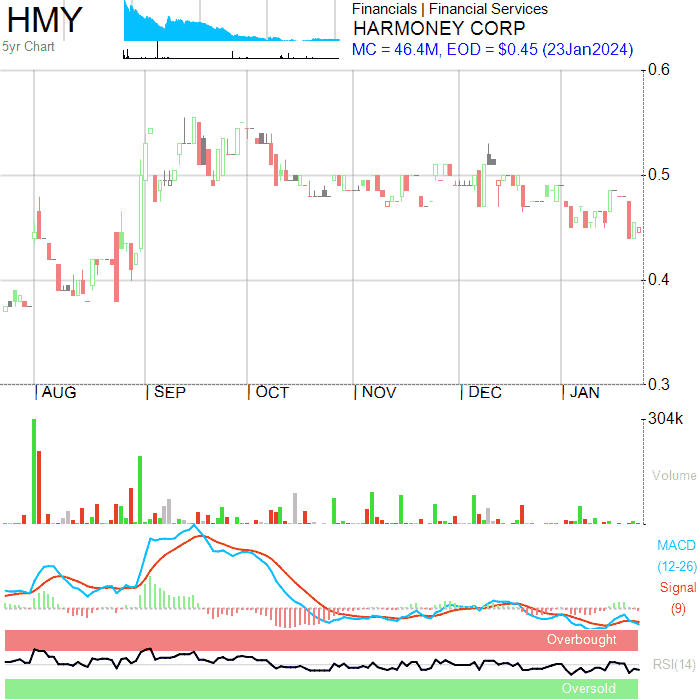 HMY
5yr Chart
Financials | Financial Services
HARMONEY CORP
MC = 46.4M, EOD = $0.45 (23Jan2024)
0.6
0.5
0.4
0.3
| AUG | SEP | OCT | NOV | DEC | JAN
304k
Volume
MACD
(12-26)
Signal
(9)
Overbought
RSI(14)
Oversold